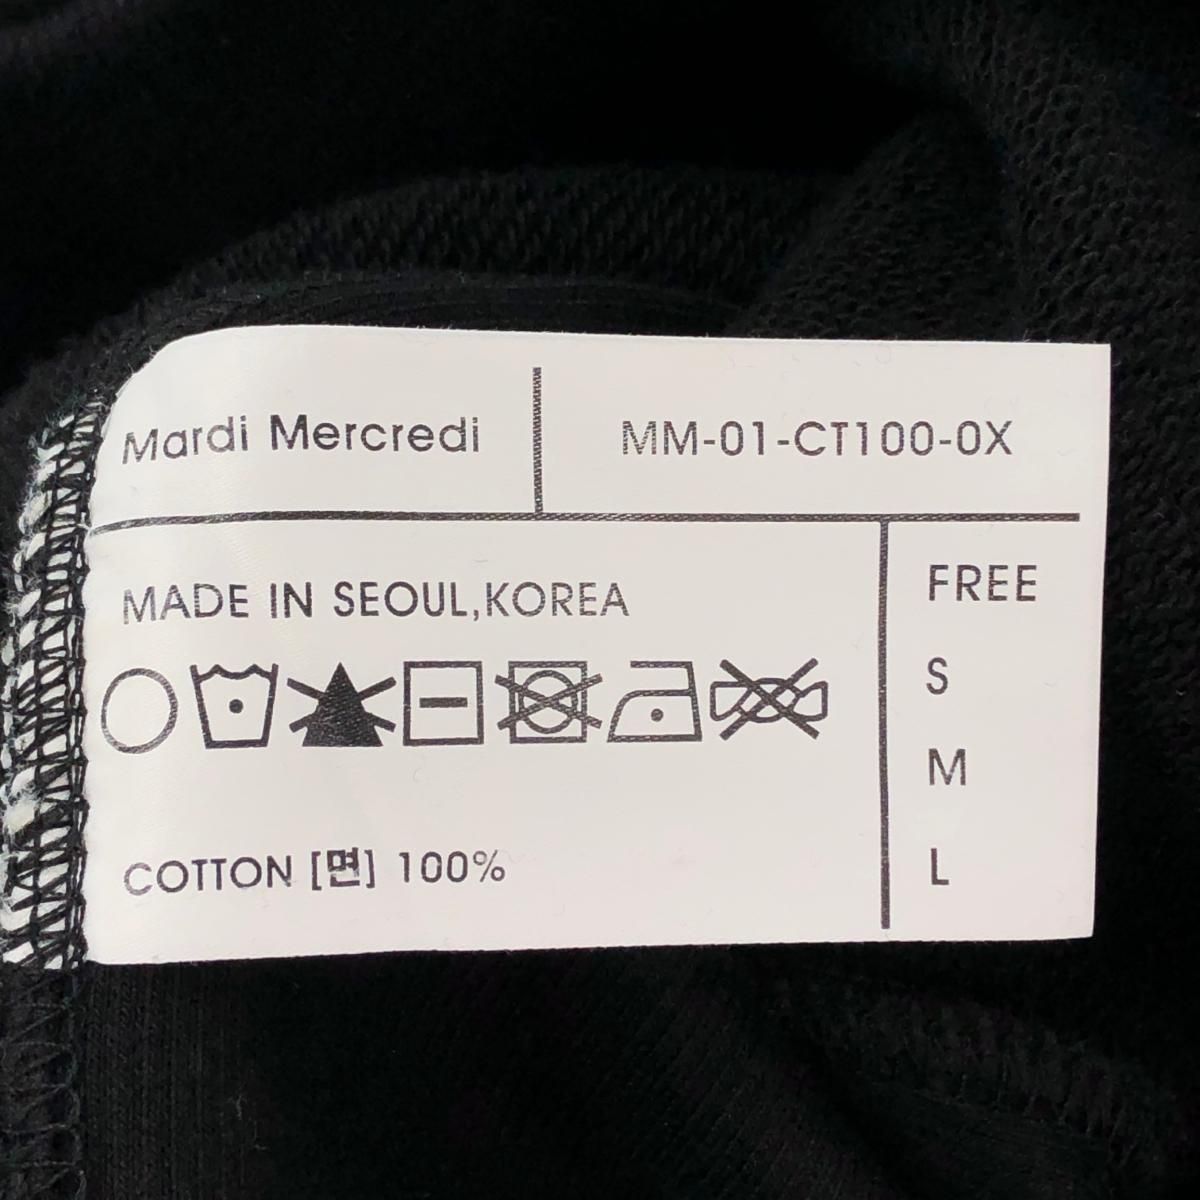 Mardi Mercredi
MM-01-CT100-0X
MADE IN SEOUL,KOREA
FREE
S
M
L
COTTON [면] 100%